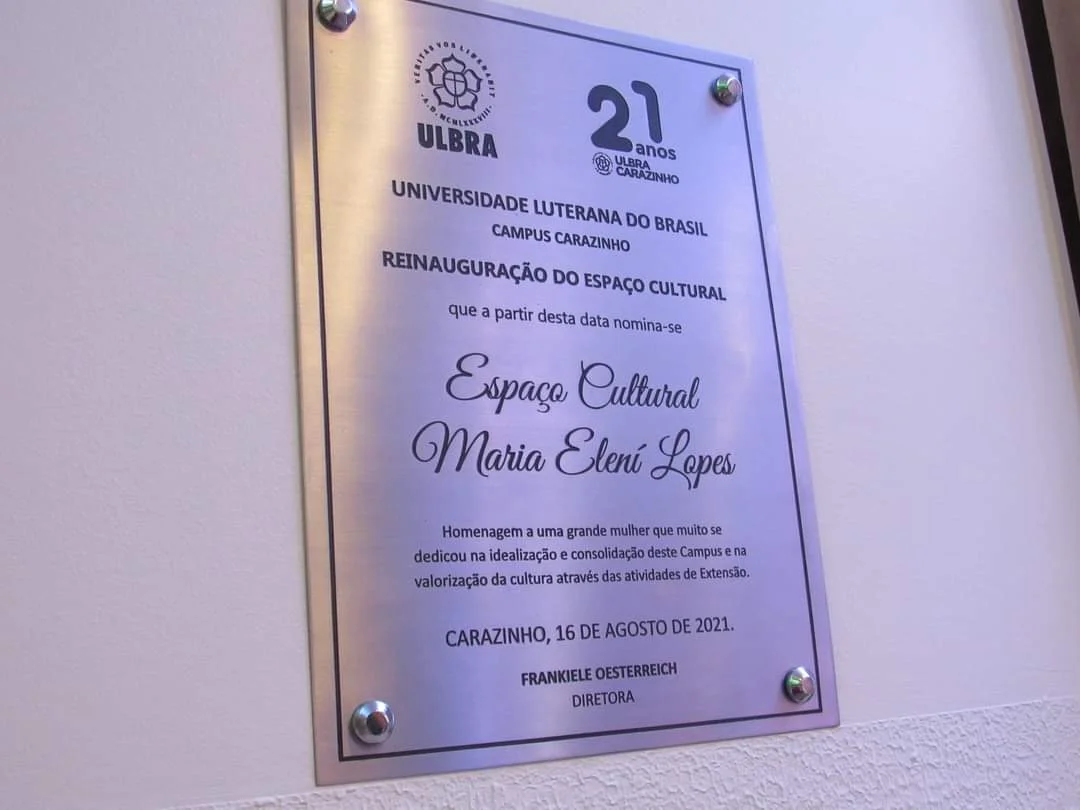 VERITAS VOS LIBERABIT
A.D. MCMLXXXVIII
ULBRA
21
anos
ULBRA
CARAZINHO
UNIVERSIDADE LUTERANA DO BRASIL
CAMPUS CARAZINHO
REINAUGURAÇÃO DO ESPAÇO CULTURAL
que a partir desta data nomina-se
Espaço Cultural
Maria Elení Lopes
Homenagem a uma grande mulher que muito se
dedicou na idealização e consolidação deste Campus e na
valorização da cultura através das atividades de Extensão.
CARAZINHO, 16 DE AGOSTO DE 2021.
FRANKIELE OESTERREICH
DIRETORA